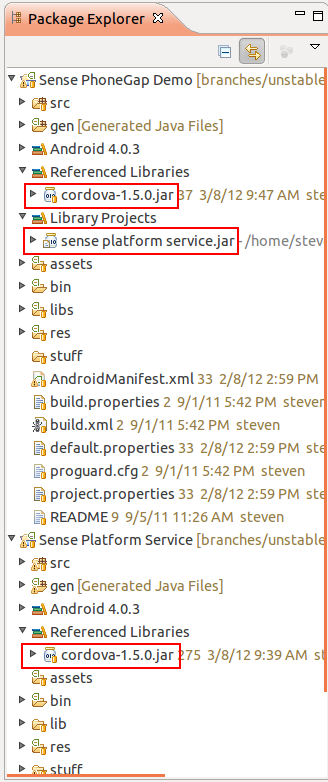 Package Explorer
Sense PhoneGap Demo [branches/unstable
src
gen [Generated Java Files]
Android 4.0.3
Referenced Libraries
cordova-1.5.0.jar 37 3/8/12 9:47 AM ste
Library Projects
sense platform service.jar - /home/stev
assets
bin
libs
res
stuff
AndroidManifest.xml 33 2/8/12 2:59 PM
build.properties 2 9/1/11 5:42 PM steven
build.xml 2 9/1/11 5:42 PM steven
default.properties 33 2/8/12 2:59 PM
proguard.cfg 2 9/1/11 5:42 PM steven
project.properties 33 2/8/12 2:59 PM
README 9 9/5/11 11:26 AM steven
Sense Platform Service [branches/unstable
src
gen [Generated Java Files]
Android 4.0.3
Referenced Libraries
cordova-1.5.0.jar 275 3/8/12 9:39 AM st
assets
bin
lib
res
stuff